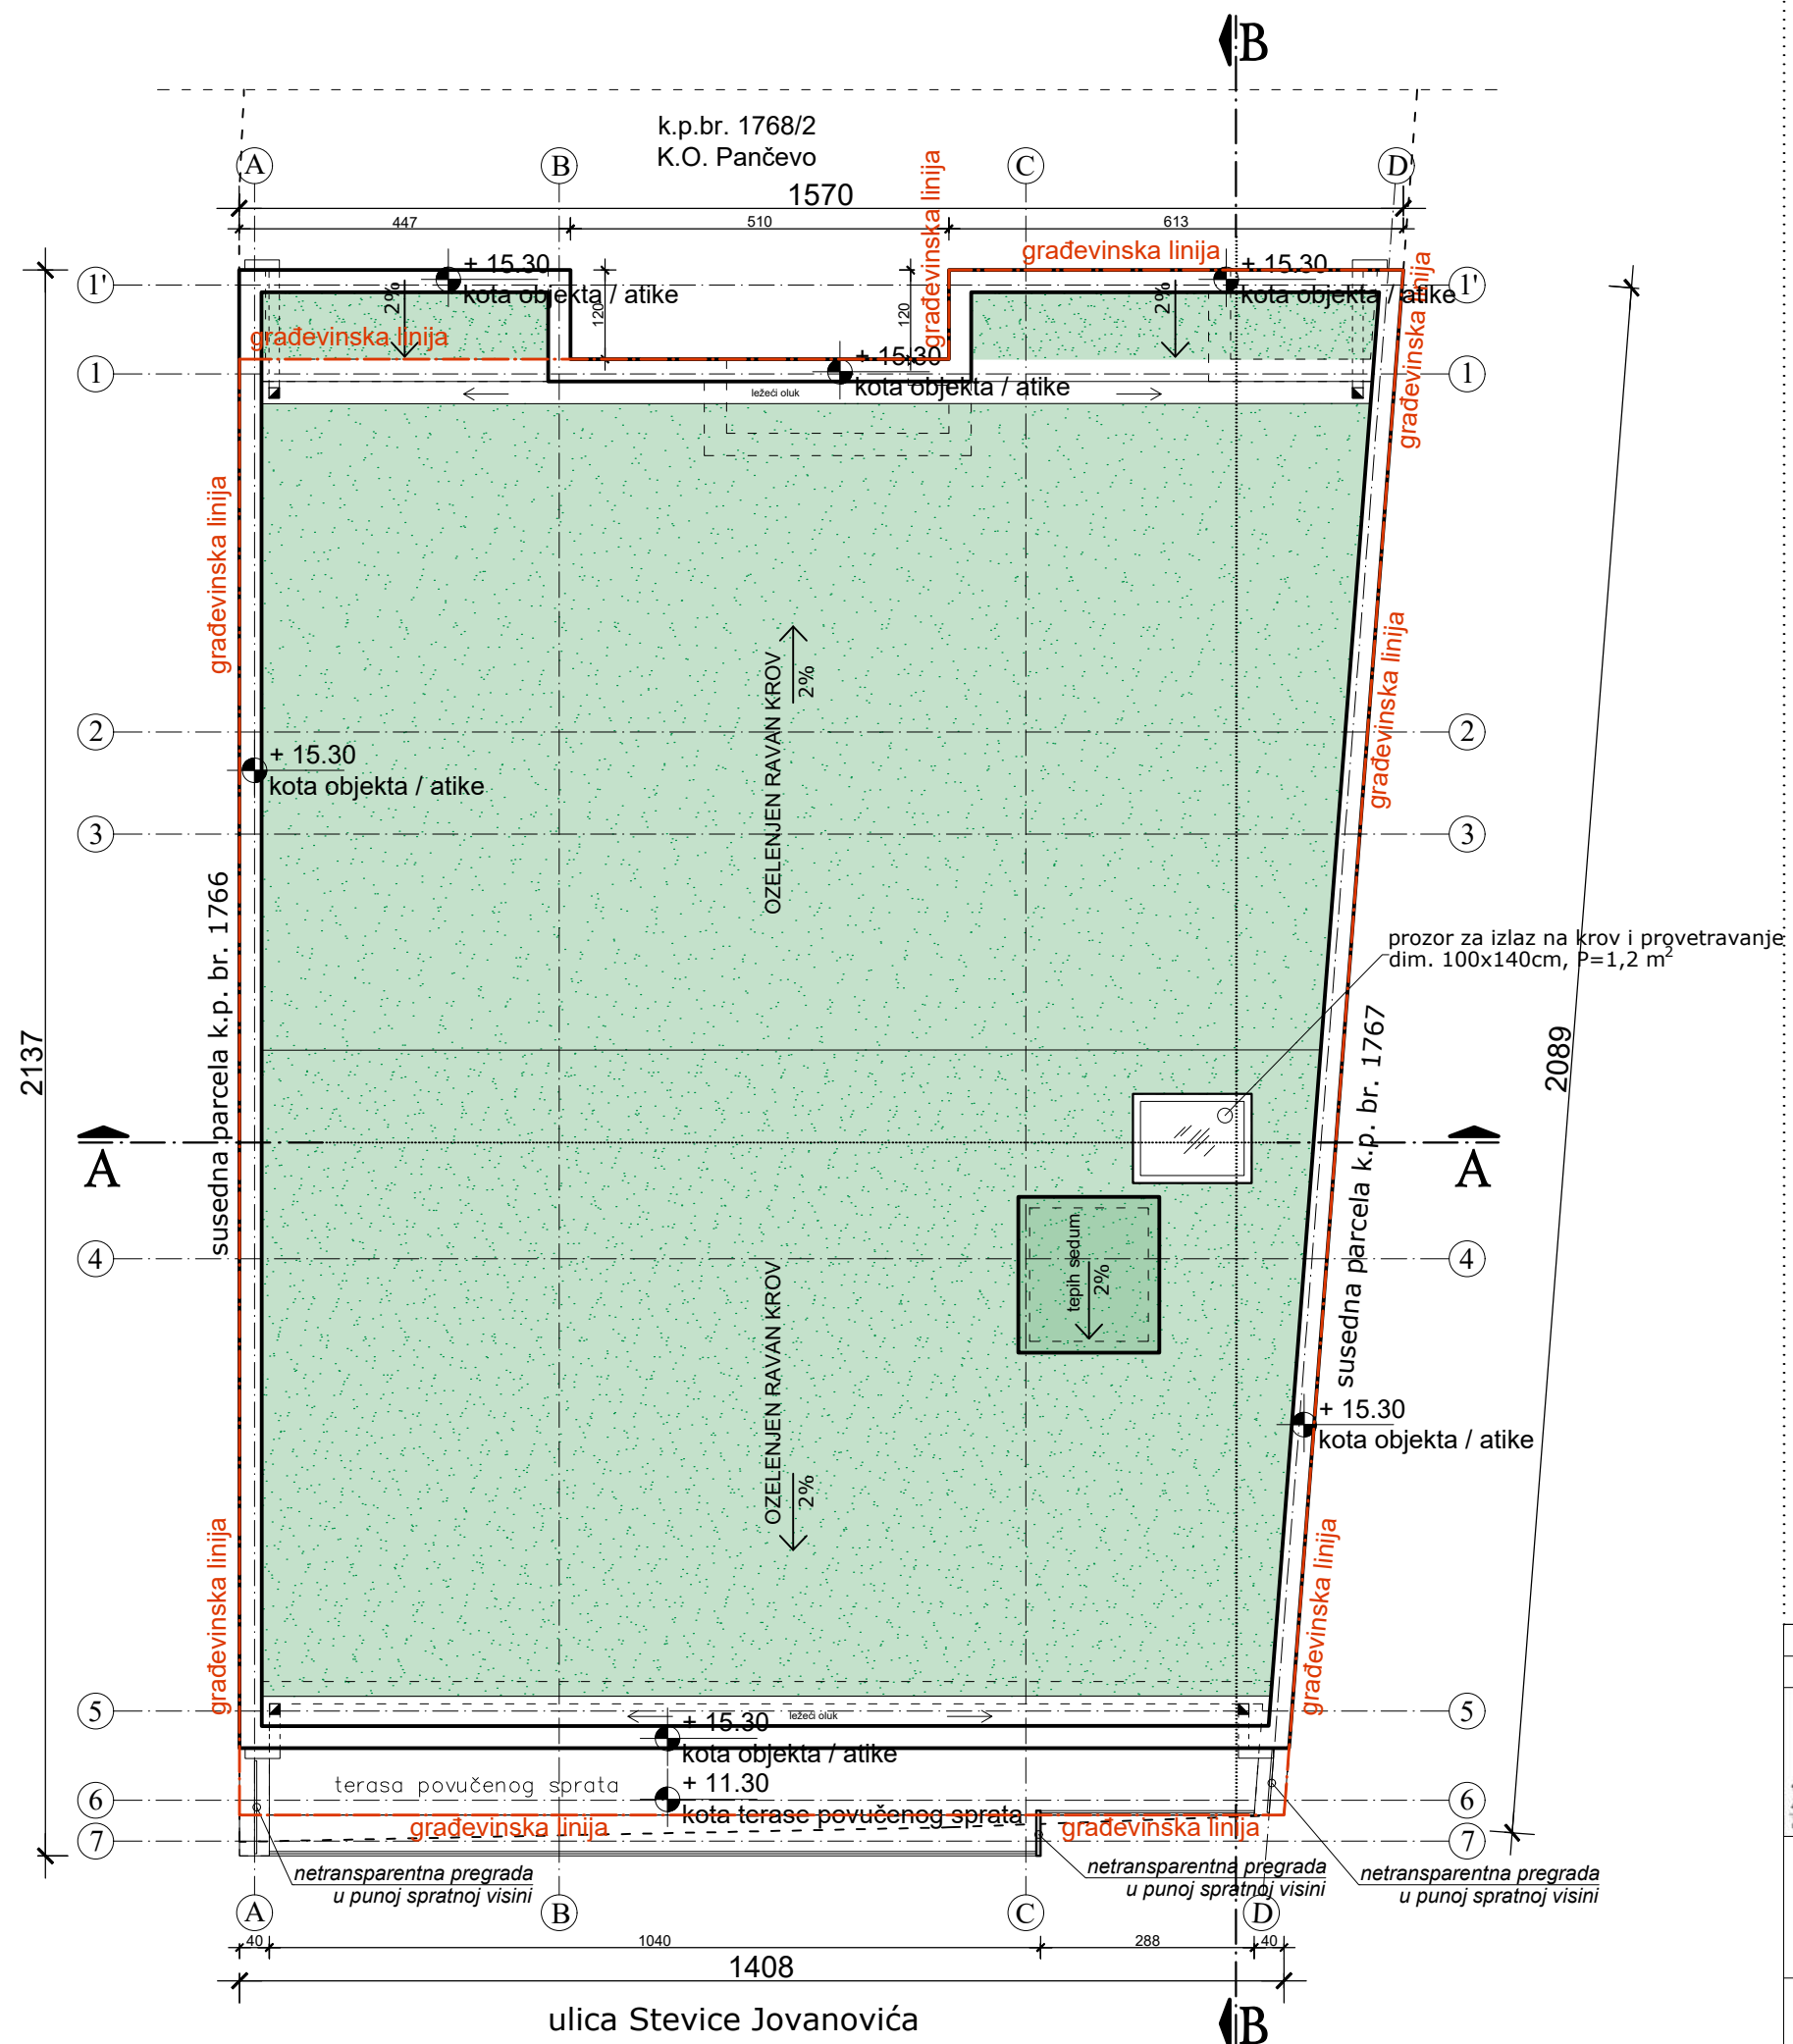 B
k.p.br. 1768/2
K.O. Pančevo
A
B
C
D
1570
447
510
613
građevinska linija
građevinska linija
građevinska linija
1'
+ 15.30
kota objekta / atike
2%
120
120
+ 15.30
kota objekta / atike
2%
1'
građevinska linija
1
+ 15.30
kota objekta / atike
1
ležeći oluk
građevinska linija
građevinska linija
OZELENJEN RAVAN KROV
2%
2
2
+ 15.30
kota objekta / atike
3
3
susedna parcela k.p. br. 1766
prozor za izlaz na krov i provetravanje
dim. 100x140cm, P=1,2 m²
2137
2089
susedna parcela k.p. br. 1767
A
A
4
tepih sedum
2%
4
OZELENJEN RAVAN KROV
2%
+ 15.30
kota objekta / atike
građevinska linija
građevinska linija
5
ležeći oluk
5
+ 15.30
kota objekta / atike
terasa povučenog sprata
+ 11.30
kota terase povučenog sprata
6
6
građevinska linija
građevinska linija
7
7
netransparentna pregrada
u punoj spratnoj visini
netransparentna pregrada
u punoj spratnoj visini
netransparentna pregrada
u punoj spratnoj visini
A
B
C
D
40
1040
288
40
1408
ulica Stevice Jovanovića
B